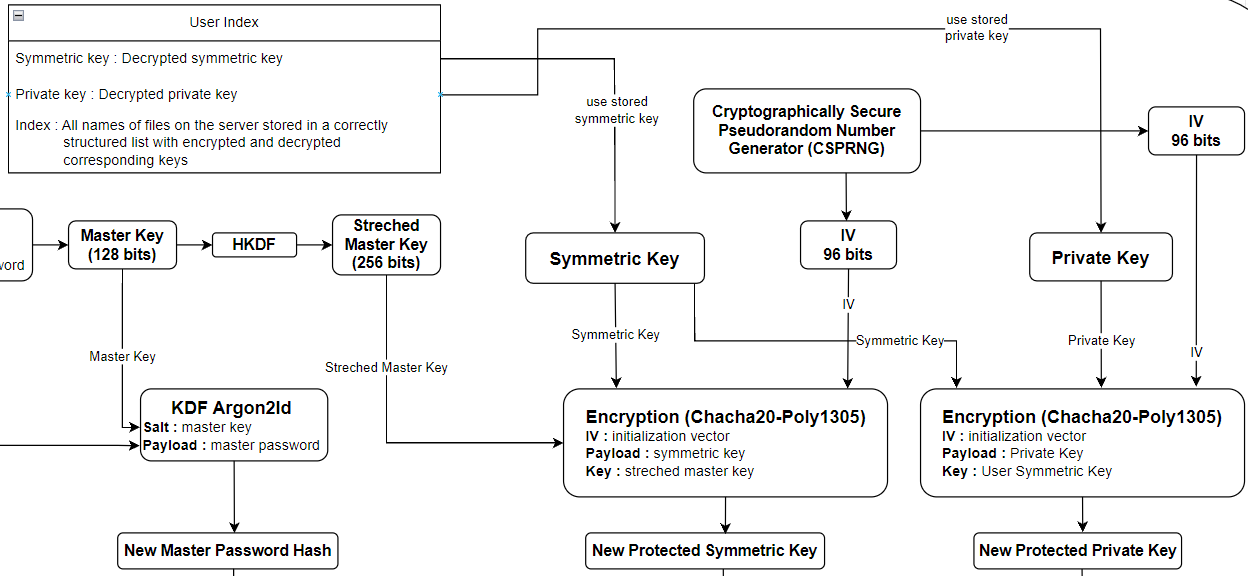 User Index
Symmetric key : Decrypted symmetric key
Private key : Decrypted private key
Index : All names of files on the server stored in a correctly
structured list with encrypted and decrypted
corresponding keys
use stored
private key
use stored
symmetric key
Cryptographically Secure
Pseudorandom Number
Generator (CSPRNG)
IV
96 bits
Master Key
(128 bits)
HKDF
Streched
Master Key
(256 bits)
Symmetric Key
IV
96 bits
Private Key
IV
Symmetric Key
Symmetric Key
Private Key
IV
Master Key
Streched Master Key
KDF Argon2Id
Salt : master key
Payload : master password
Encryption (Chacha20-Poly1305)
IV : initialization vector
Payload : symmetric key
Key : streched master key
Encryption (Chacha20-Poly1305)
IV : initialization vector
Payload : Private Key
Key : User Symmetric Key
New Master Password Hash
New Protected Symmetric Key
New Protected Private Key